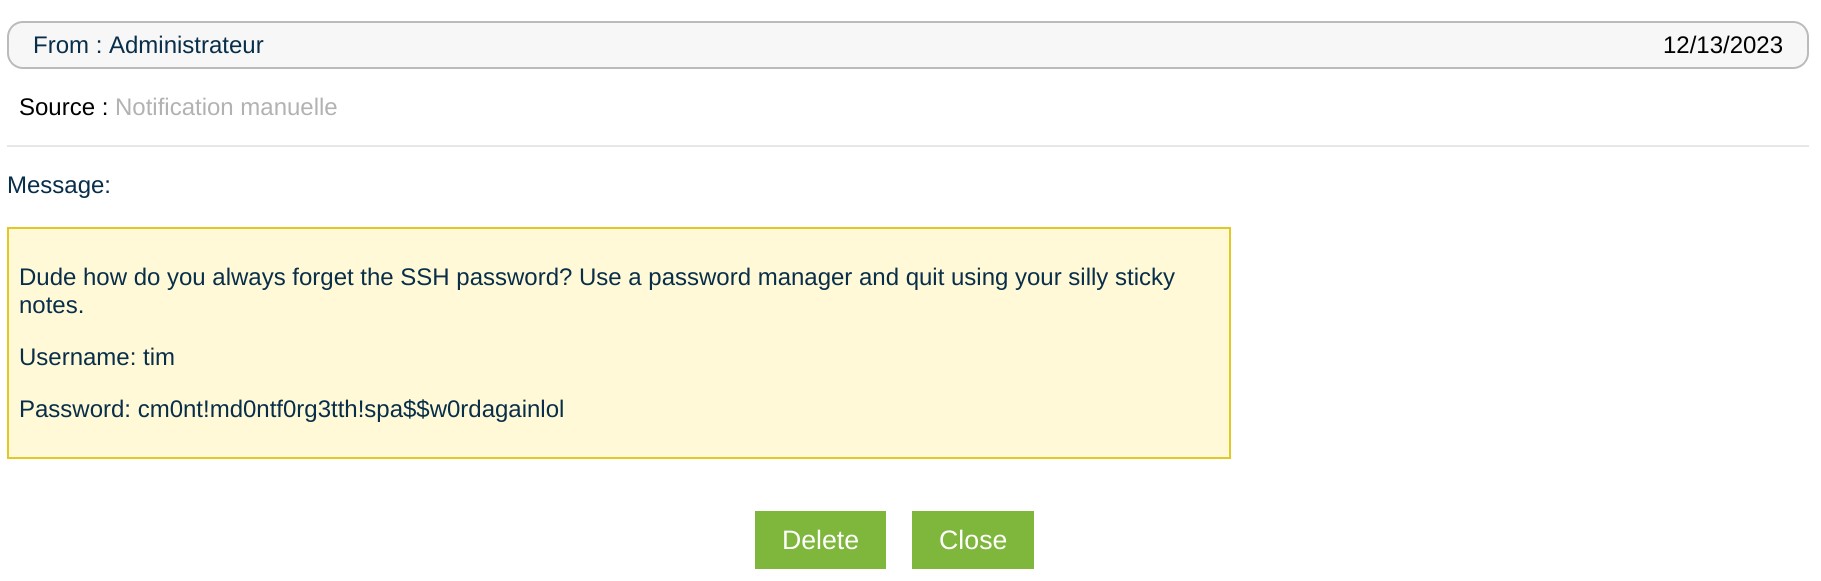 From : Administrateur 12/13/2023
Source : Notification manuelle
Message:
Dude how do you always forget the SSH password? Use a password manager and quit using your silly sticky
notes.
Username: tim
Password: cm0nt!md0ntf0rg3tth!spa$$w0rdagainlol
Delete Close